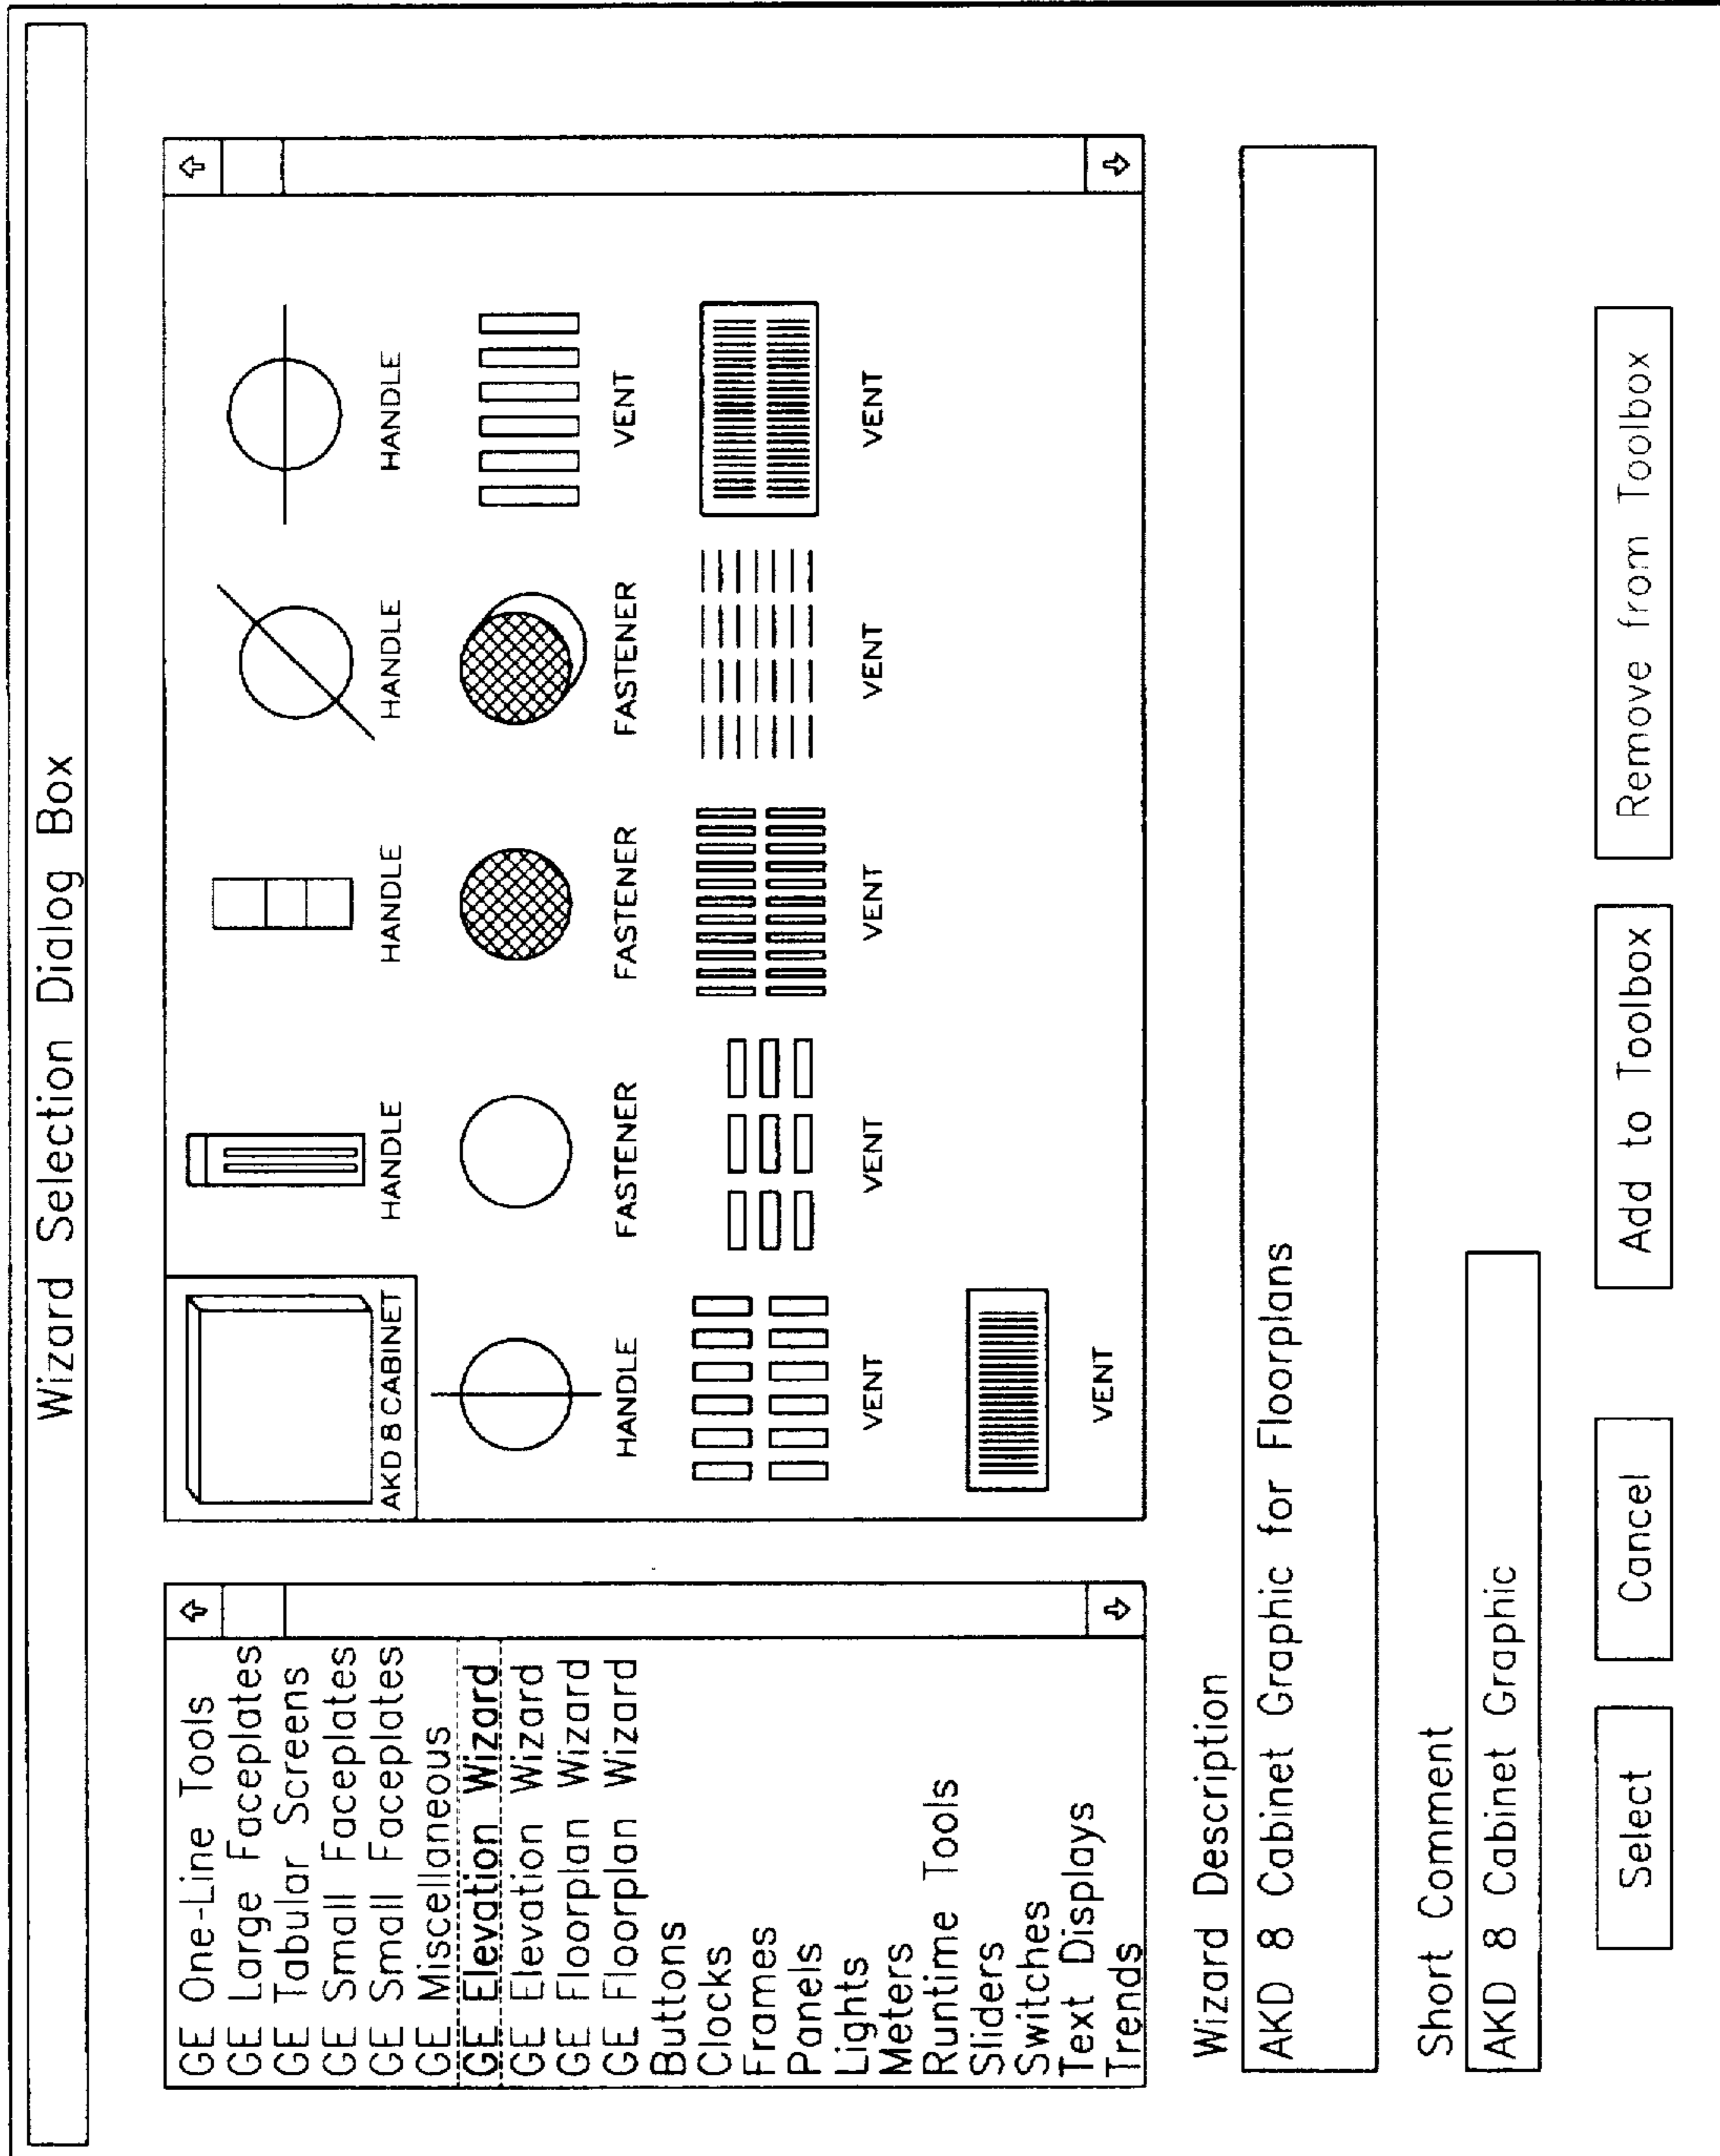 Wizard Selection Dialog Box
GE One-Line Tools
GE Large Faceplates
GE Tabular Screens
GE Small Faceplates
GE Small Faceplates
GE Miscellaneous
GE Elevation Wizard
GE Elevation Wizard
GE Floorplan Wizard
GE Floorplan Wizard
Buttons
Clocks
Frames
Panels
Lights
Meters
Runtime Tools
Sliders
Switches
Text Displays
Trends
AKD 8 CABINET
HANDLE
HANDLE
HANDLE
HANDLE
HANDLE
FASTENER
FASTENER
FASTENER
VENT
VENT
VENT
VENT
VENT
VENT
VENT
Wizard Description
AKD 8 Cabinet Graphic for Floorplans
Short Comment
AKD 8 Cabinet Graphic
Select
Cancel
Add to Toolbox
Remove from Toolbox